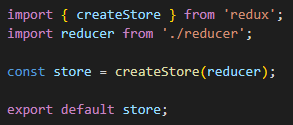 import { createStore } from 'redux';
import reducer from './reducer';
const store = createStore(reducer);
export default store;